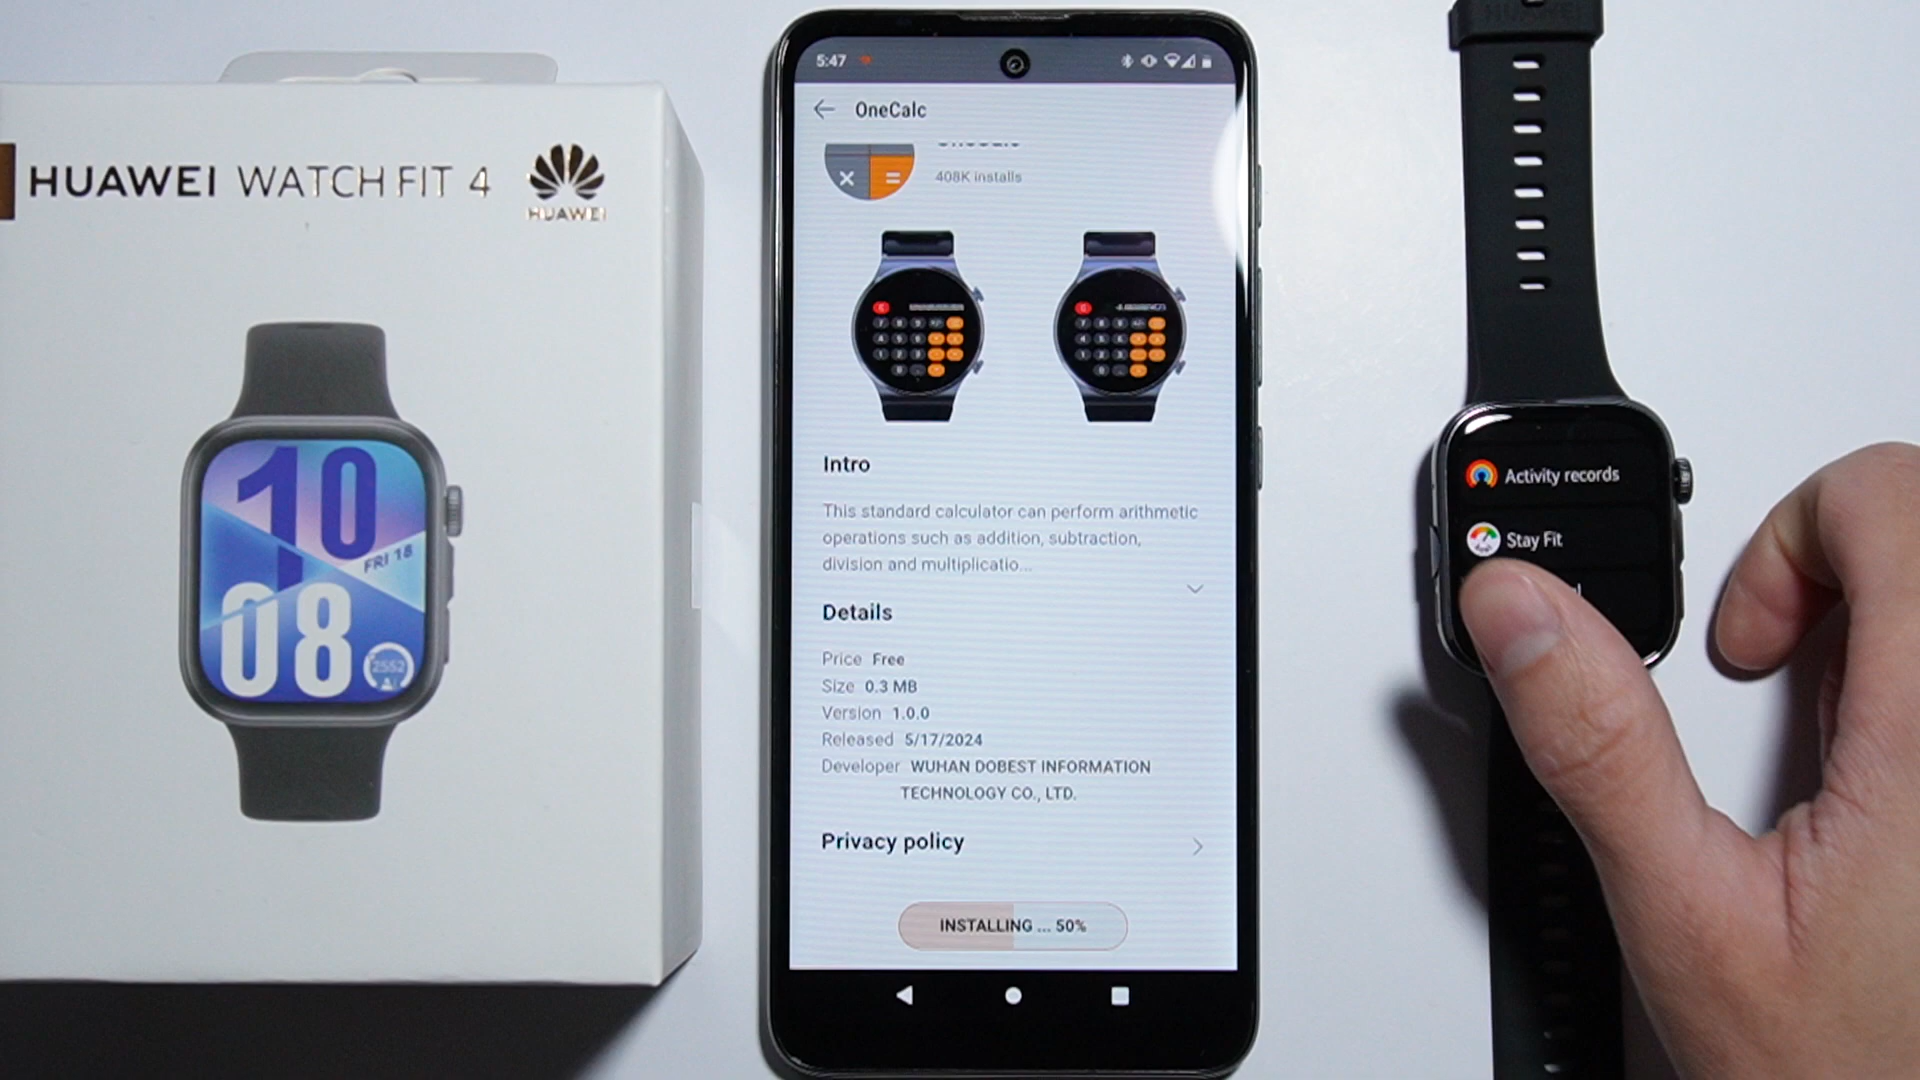 HUAWEI WATCH FIT 4
HUAWEI
10
FRI 18
08
2552
5:47
OneCalc
408K installs
Intro
This standard calculator can perform arithmetic
operations such as addition, subtraction,
division and multiplicatio...
Details
Price Free
Size 0.3 MB
Version 1.0.0
Released 5/17/2024
Developer WUHAN DOBEST INFORMATION
TECHNOLOGY CO., LTD.
Privacy policy
INSTALLING ... 50%
HUAWEI
Activity records
Stay Fit